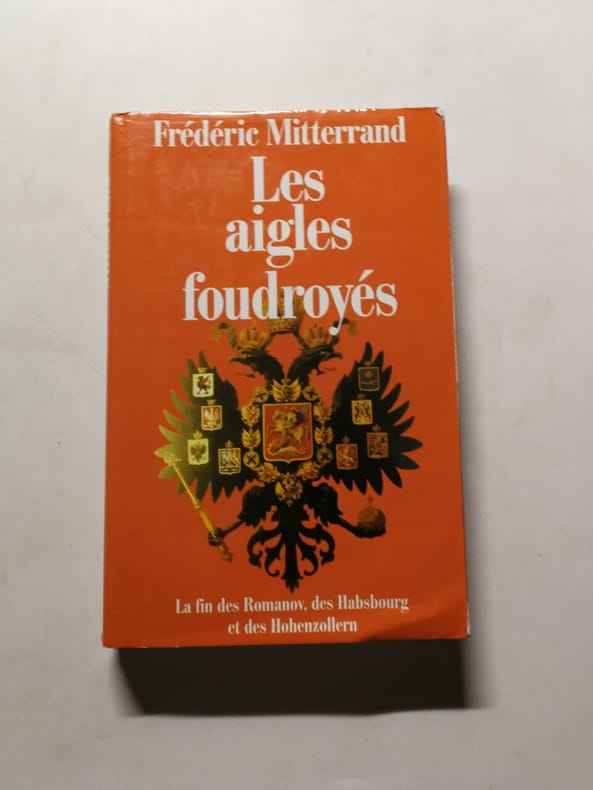 Frédéric Mitterrand
Les
aigles
foudroyés
La fin des Romanov, des Habsbourg
et des Hohenzollern